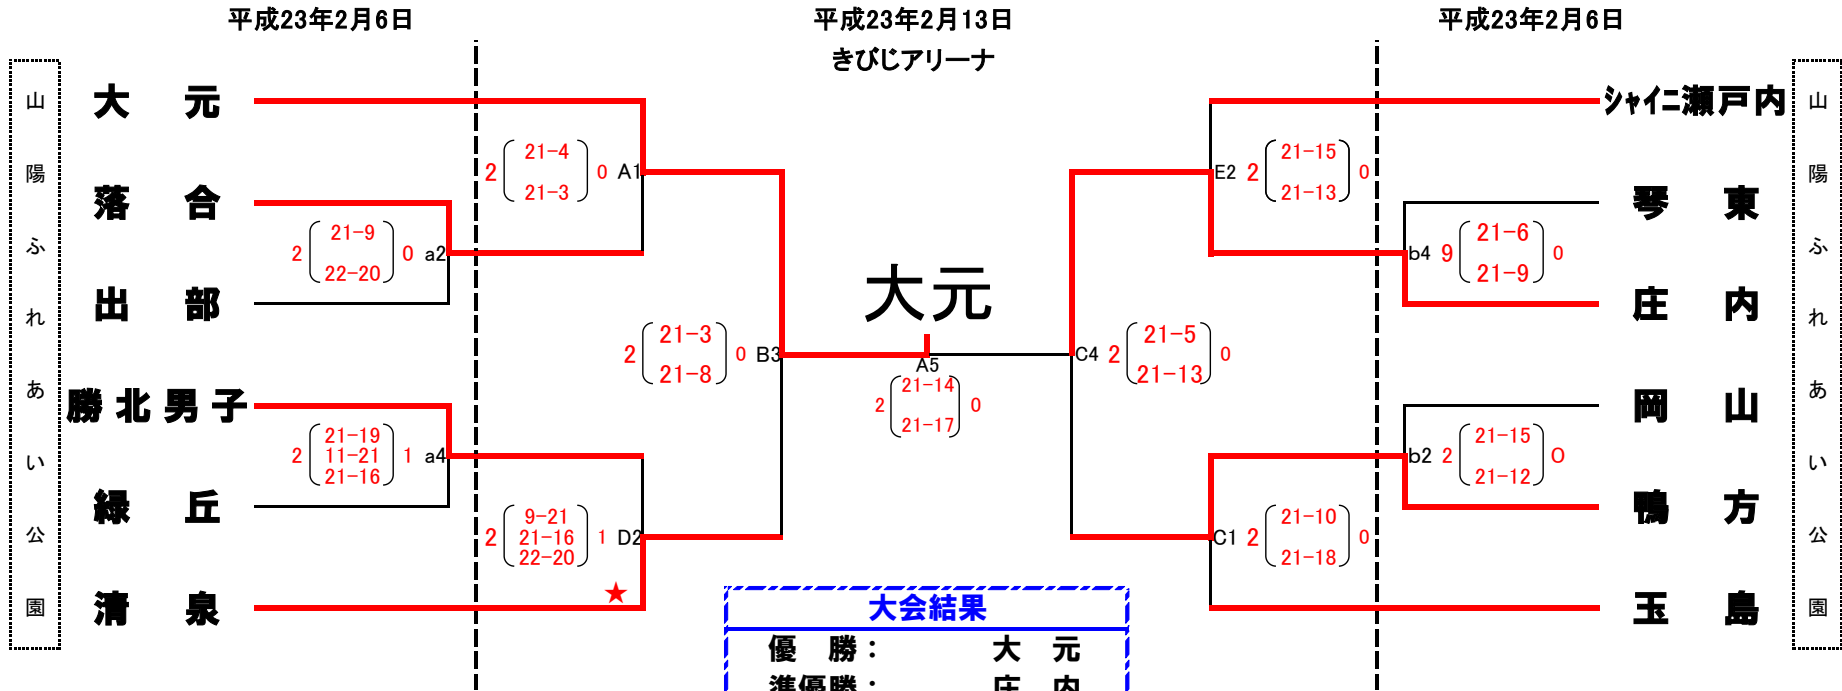 平成23年2月6日
平成23年2月13日
平成23年2月6日
きびじアリーナ
山陽ふれあい公園
大元
落合
出部
勝北男子
緑丘
清泉
2 21-9 22-20 0 a2
2 21-19 11-21 21-16 1 a4
2 21-4 21-3 0 A1
2 9-21 21-16 22-20 1 D2
★
2 21-3 21-8 0 B3
大元
A5
2 21-14 21-17 0
C4 2 21-5 21-13 0
E2 2 21-15 21-13 0
C1 2 21-10 21-18 0
b4 9 21-6 21-9 0
b2 2 21-15 21-12 O
シャイニ瀬戸内
琴東
庄内
岡山
鴨方
玉島
山陽ふれあい公園
大会結果
優勝： 大元
準優勝： 庄内